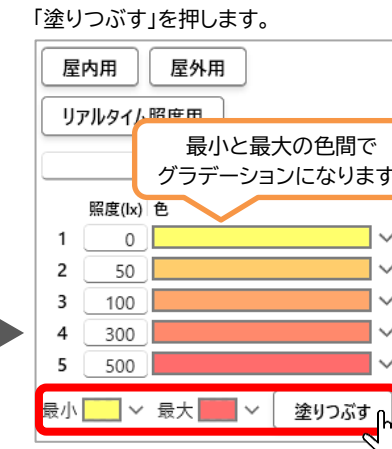 「塗りつぶす」を押します。
屋内用 屋外用
リアルタイム照度用
最小と最大の色間で
グラデーションになります
照度(lx) 色
1 0
2 50
3 100
4 300
5 500
最小 最大 塗りつぶす